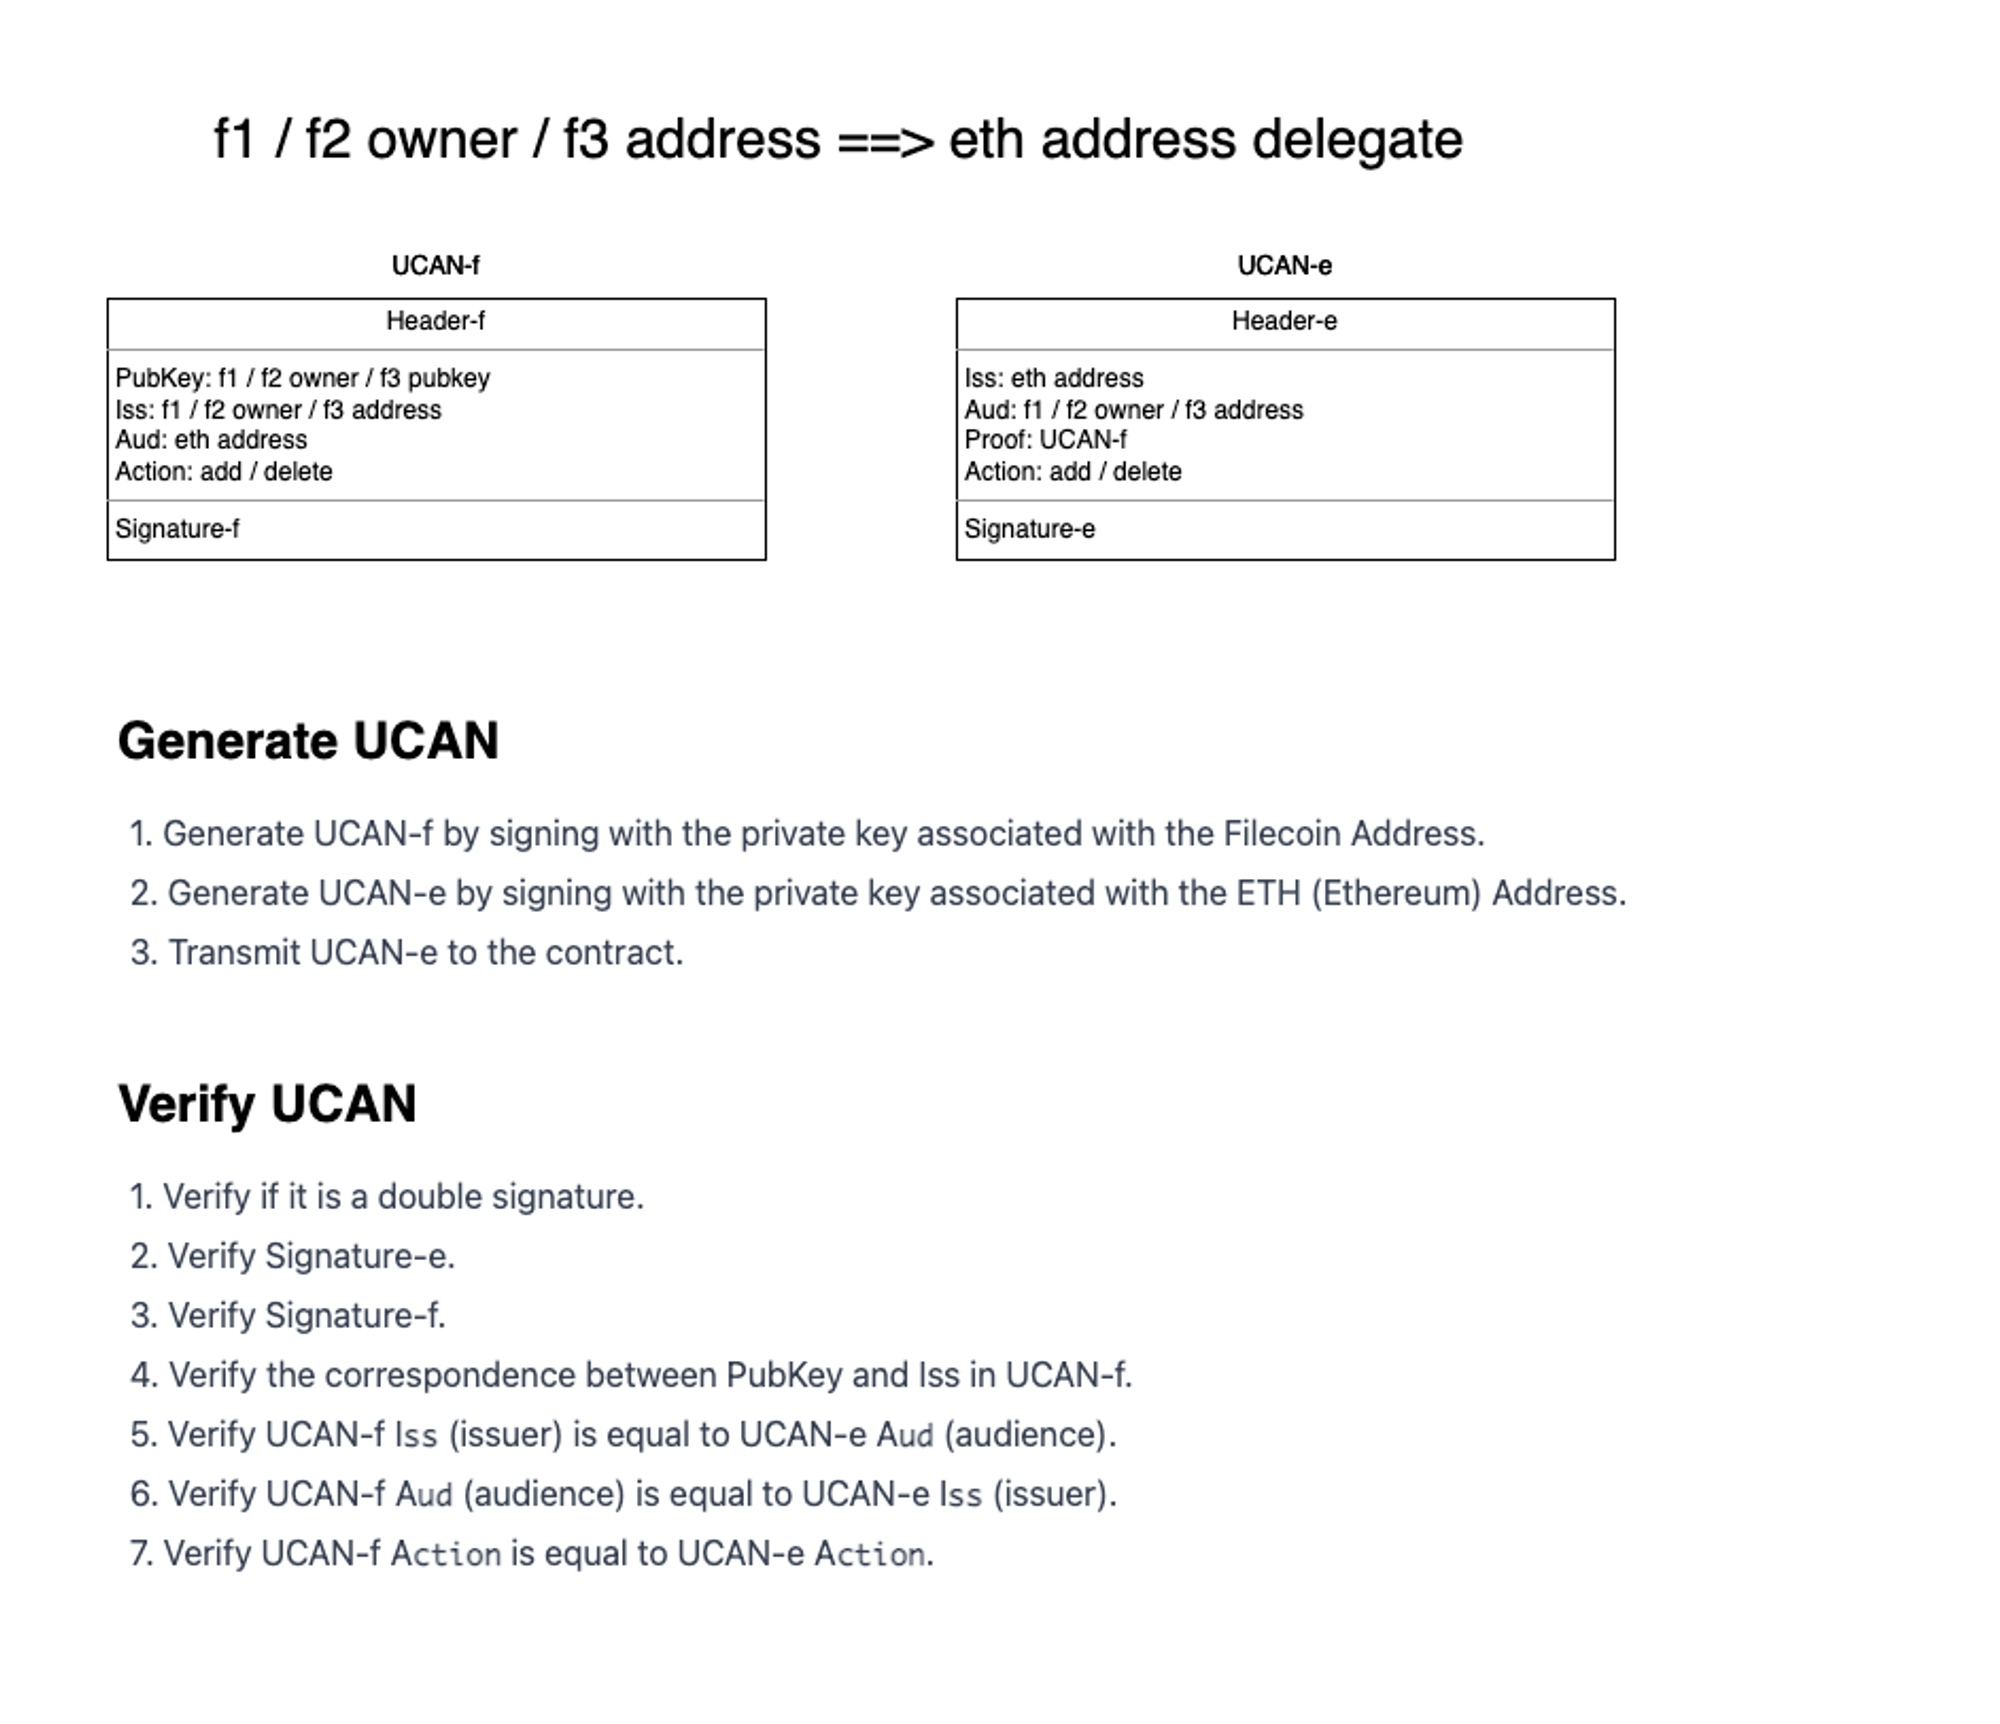 f1 / f2 owner / f3 address ==> eth address delegate
UCAN-f
Header-f
PubKey: f1 / f2 owner / f3 pubkey
Iss: f1 / f2 owner / f3 address
Aud: eth address
Action: add / delete
Signature-f
UCAN-e
Header-e
Iss: eth address
Aud: f1 / f2 owner / f3 address
Proof: UCAN-f
Action: add / delete
Signature-e
Generate UCAN
1. Generate UCAN-f by signing with the private key associated with the Filecoin Address.
2. Generate UCAN-e by signing with the private key associated with the ETH (Ethereum) Address.
3. Transmit UCAN-e to the contract.
Verify UCAN
1. Verify if it is a double signature.
2. Verify Signature-e.
3. Verify Signature-f.
4. Verify the correspondence between PubKey and Iss in UCAN-f.
5. Verify UCAN-f Iss (issuer) is equal to UCAN-e Aud (audience).
6. Verify UCAN-f Aud (audience) is equal to UCAN-e Iss (issuer).
7. Verify UCAN-f Action is equal to UCAN-e Action.